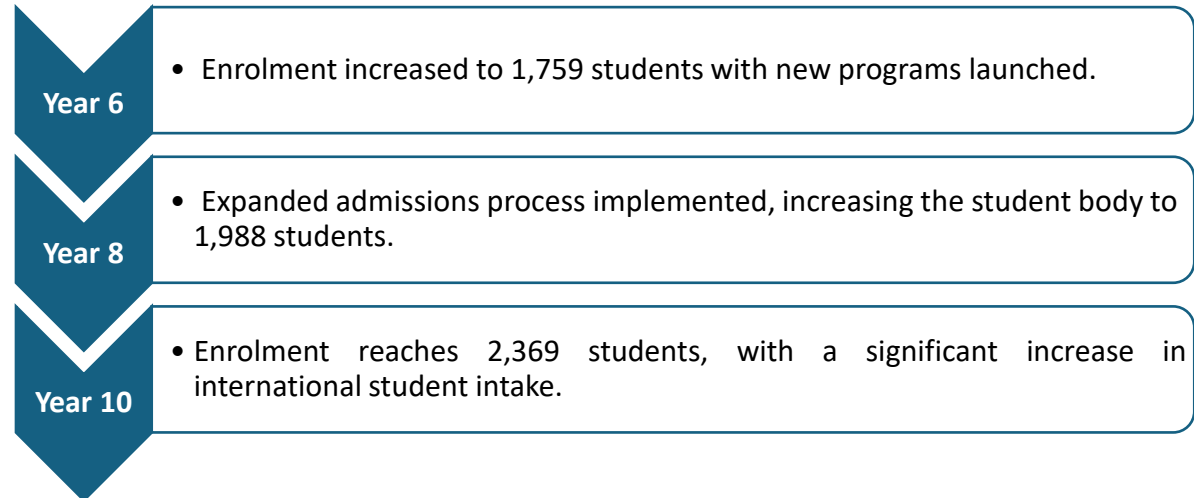 Year 6
• Enrolment increased to 1,759 students with new programs launched.
Year 8
• Expanded admissions process implemented, increasing the student body to
1,988 students.
Year 10
• Enrolment reaches 2,369 students, with a significant increase in
international student intake.